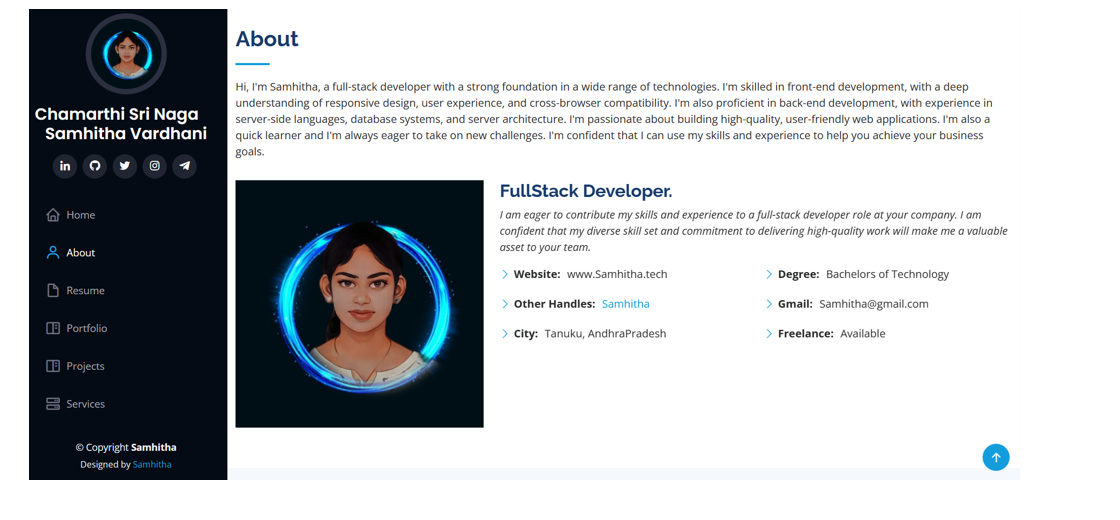 Chamarthi Sri Naga
Samhitha Vardhani
Home
About
Resume
Portfolio
Projects
Services
© Copyright Samhitha
Designed by Samhitha
About
Hi, I'm Samhitha, a full-stack developer with a strong foundation in a wide range of technologies. I'm skilled in front-end development, with a deep
understanding of responsive design, user experience, and cross-browser compatibility. I'm also proficient in back-end development, with experience in
server-side languages, database systems, and server architecture. I'm passionate about building high-quality, user-friendly web applications. I'm also a
quick learner and I'm always eager to take on new challenges. I'm confident that I can use my skills and experience to help you achieve your business
goals.
FullStack Developer.
I am eager to contribute my skills and experience to a full-stack developer role at your company. I am
confident that my diverse skill set and commitment to delivering high-quality work will make me a valuable
asset to your team.
Website: www.Samhitha.tech
Other Handles: Samhitha
City: Tanuku, AndhraPradesh
Degree: Bachelors of Technology
Gmail: Samhitha@gmail.com
Freelance: Available